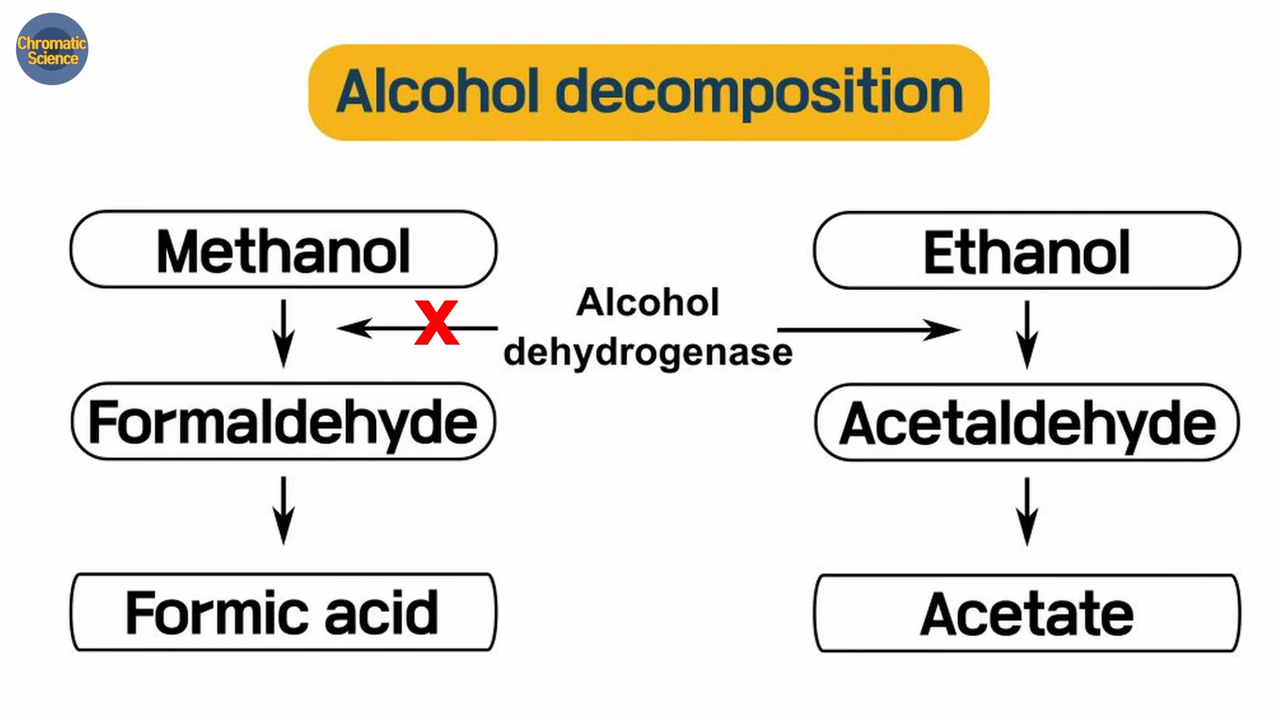 Chromatic
Science
Alcohol decomposition
Methanol
Ethanol
X
Alcohol
dehydrogenase
Formaldehyde
Acetaldehyde
Formic acid
Acetate